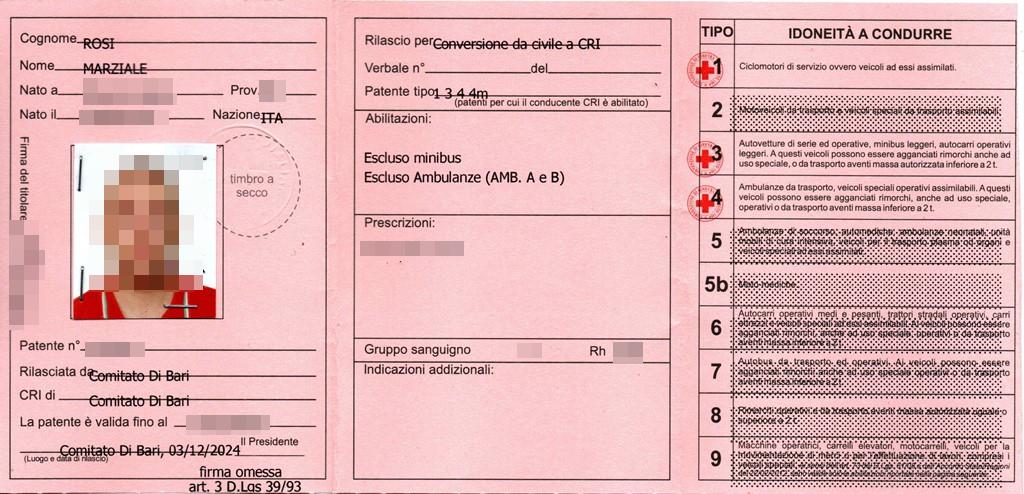 Cognome ROSI
Nome MARZIALE
Nato a Prov.
Nato il Nazione ITA
Firma del titolare
timbro a
secco
Patente n°
Rilasciata da Comitato Di Bari
CRI di Comitato Di Bari
La patente è valida fino al
Il Presidente
Comitato Di Bari, 03/12/2024
(Luogo e data di rilascio)
firma omessa
art. 3 D.Lgs 39/93
Rilascio per Conversione da civile a CRI
Verbale n° del
Patente tipo 1 3 4 4m
(patenti per cui il conducente CRI è abilitato)
Abilitazioni:
Escluso minibus
Escluso Ambulanze (AMB. A e B)
Prescrizioni:
Gruppo sanguigno Rh
Indicazioni addizionali:
TIPO IDONEITÀ A CONDURRE
1 Ciclomotori di servizio ovvero veicoli ad essi assimilati.
2 Motoveicoli da trasporto e veicoli speciali da trasporto assimilabili.
3 Autovetture di serie ed operative, minibus leggeri, autocarri operativi
leggeri. A questi veicoli possono essere agganciati rimorchi anche ad
uso speciale, o da trasporto aventi massa autorizzata inferiore a 2 t.
4 Ambulanze da trasporto, veicoli speciali operativi assimilati. A questi
veicoli possono essere agganciati rimorchi, anche ad uso speciale,
operativi o da trasporto aventi massa inferiore a 2 t.
5 Ambulanze di soccorso, automediche, ambulanze neonatali, unità
mobili di cura intensiva, veicoli per il trasporto plasma od organi e
veicoli speciali ad essi assimilati.
5b Moto-mediche.
6 Autocarri operativi medi e pesanti, trattori stradali operativi, carri
attrezzi e veicoli speciali ad essi assimilati. Ai veicoli possono essere
agganciati rimorchi, anche ad uso speciale, operativi o da trasporto
aventi massa inferiore a 2 t.
7 Autobus da trasporto ed operativi. Ai veicoli possono essere
agganciati rimorchi anche ad uso speciale operativi o da trasporto
aventi massa inferiore a 2 t.
8 Rimorchi operativi e da trasporto aventi massa autorizzata uguale o
superiore a 2 t.
9 Macchine operatrici, carrelli elevatori, motocarrelli, veicoli per la
movimentazione di merci o per l'effettuazione di lavori, compresi i
veicoli speciali